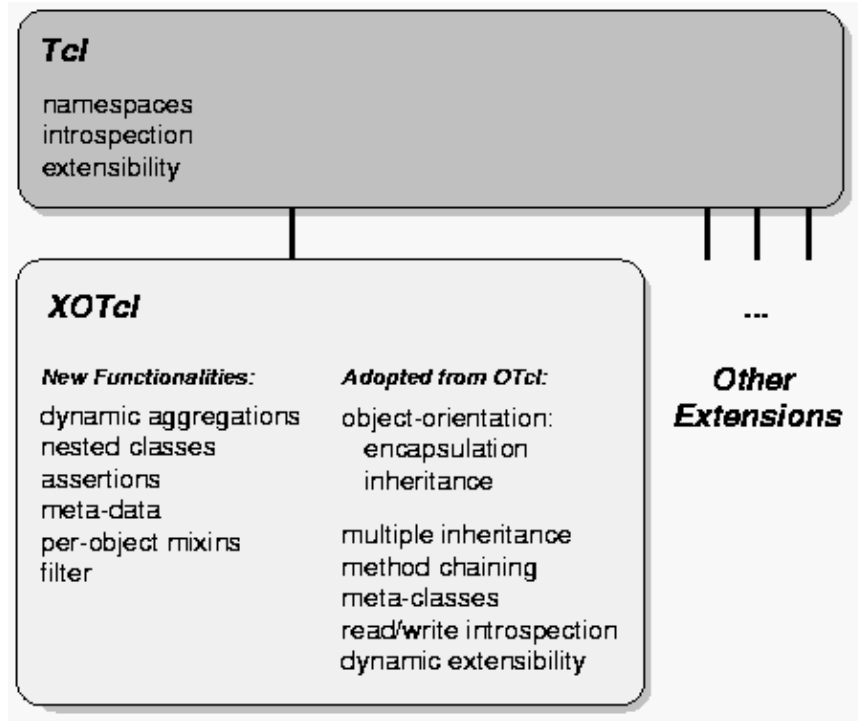 Tcl
namespaces
introspection
extensibility
XOTcl
New Functionalities:
dynamic aggregations
nested classes
assertions
meta-data
per-object mixins
filter
Adopted from OTcl:
object-orientation:
encapsulation
inheritance
multiple inheritance
method chaining
meta-classes
read/write introspection
dynamic extensibility
...
Other
Extensions